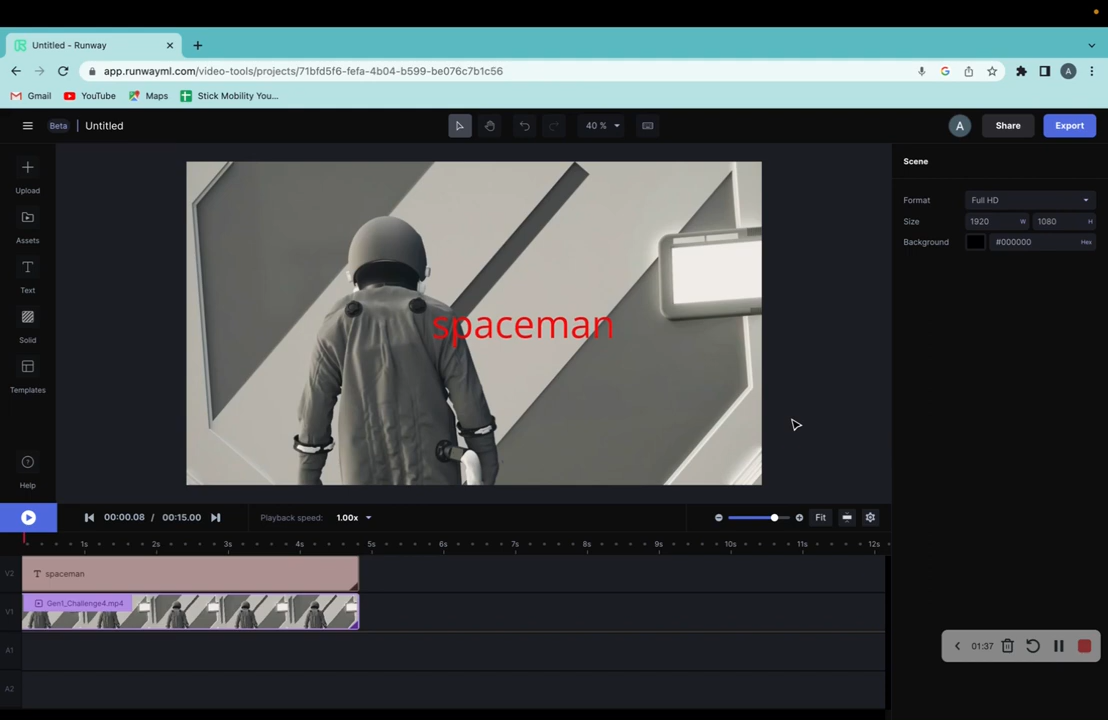 Untitled - Runway
app.runwayml.com/video-tools/projects/71bfd5f6-fefa-4b04-b599-be076c7b1c56
A
Gmail
YouTube
Maps
Stick Mobility You...
Beta
Untitled
40 %
A
Share
Export
Upload
Assets
Text
Solid
Templates
Help
spaceman
Scene
Format
Full HD
Size
1920
W
1080
H
Background
#000000
Hex
00:00.08 / 00:15.00
Playback speed:
1.00x
Fit
1s
2s
3s
4s
5s
6s
7s
8s
9s
10s
11s
12s
V2
T spaceman
V1
Gen1_Challenge4.mp4
A1
A2
01:37